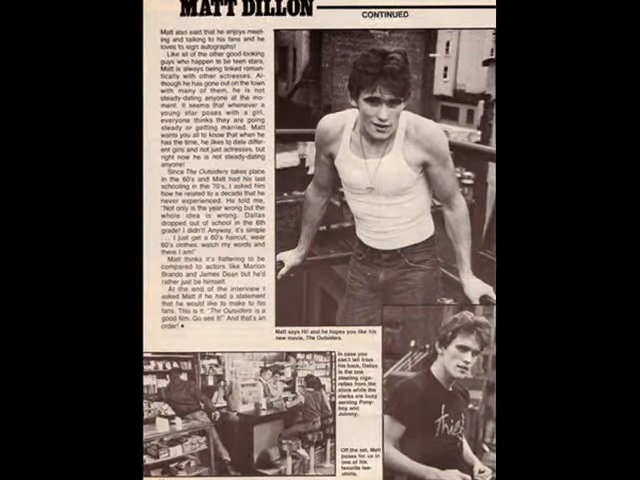 MATT DILLON
CONTINUED
Matt also said that he enjoys meet-
ing and talking to his fans and he
loves to sign autographs!
Like all of the other good-looking
guys who happen to be teen stars,
Matt is always being linked roman-
tically with other actresses. Al-
though he has gone out on the town
with many of them, he is not
steady-dating anyone at the mo-
ment. It seems that whenever a
young star poses with a girl,
everyone thinks they are going
steady or getting married. Matt
wants you all to know that when he
has the time, he likes to date differ-
ent girls and not just actresses, but
right now he is not steady-dating
anyone!
Since The Outsiders takes place
in the 60's and Matt had his last
schooling in the 70's, I asked him
how he related to a decade that he
never experienced. He told me,
"Not only is the year wrong but the
whole idea is wrong. Dallas
dropped out of school in the 6th
grade! I didn't! Anyway, it's simple
... I just get a 60's haircut, wear
60's clothes, watch my words and
there I am!"
Matt thinks it's flattering to be
compared to actors like Marlon
Brando and James Dean but he'd
rather just be himself.
At the end of the interview I
asked Matt if he had a statement
that he would like to make to his
fans. This is it: "The Outsiders is a
good film. Go see it!" And that's an
order!
Matt says Hi! and he hopes you like his
new movie, The Outsiders.
In case you
can't tell from
his back, Dallas
is the one
stealing ciga-
rettes from the
store while the
clerks are busy
serving Pony-
boy and
Johnny.
Off the set, Matt
poses for us in
one of his
favorite tee-
shirts.